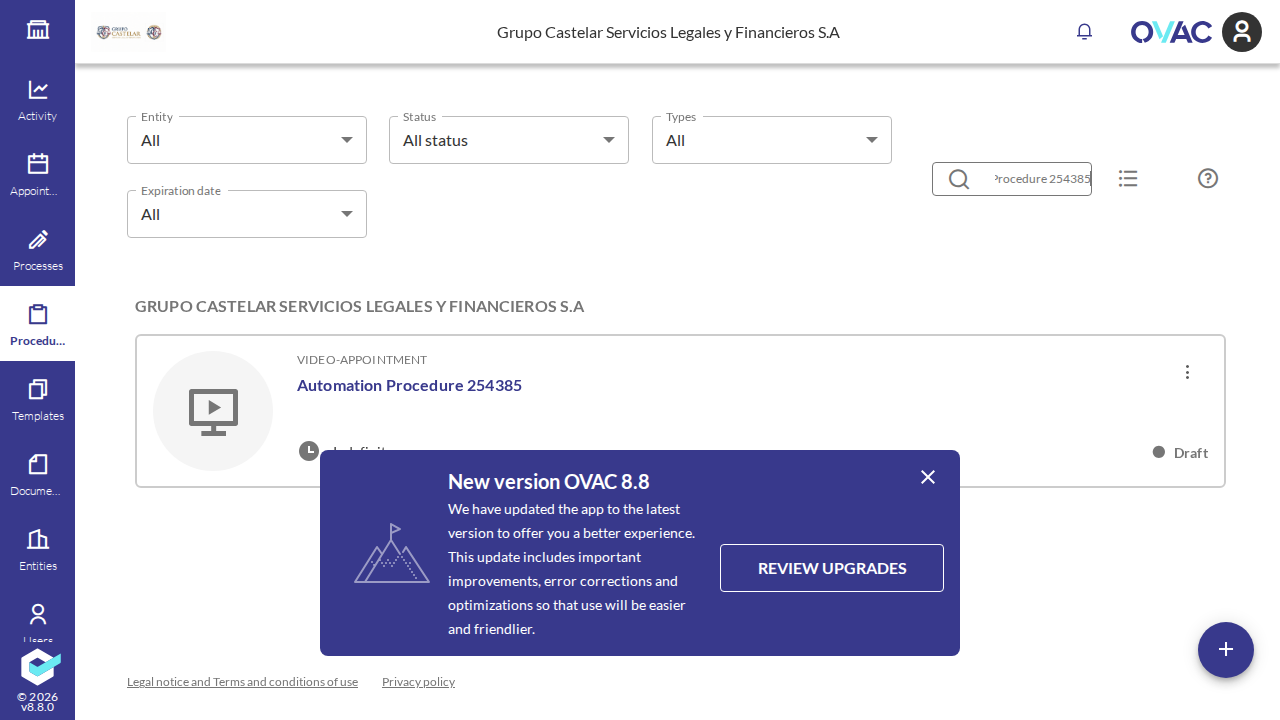 GRUPO
CASTELAR
Grupo Castelar Servicios Legales y Financieros S.A
OVAC
Activity
Appoint...
Processes
Procedu...
Templates
Docume...
Entities
Users
© 2026
v8.8.0
Entity
All
Status
All status
Types
All
Expiration date
All
Procedure 254385
GRUPO CASTELAR SERVICIOS LEGALES Y FINANCIEROS S.A
VIDEO-APPOINTMENT
Automation Procedure 254385
Draft
New version OVAC 8.8
We have updated the app to the latest
version to offer you a better experience.
This update includes important
improvements, error corrections and
optimizations so that use will be easier
and friendlier.
REVIEW UPGRADES
Legal notice and Terms and conditions of use
Privacy policy